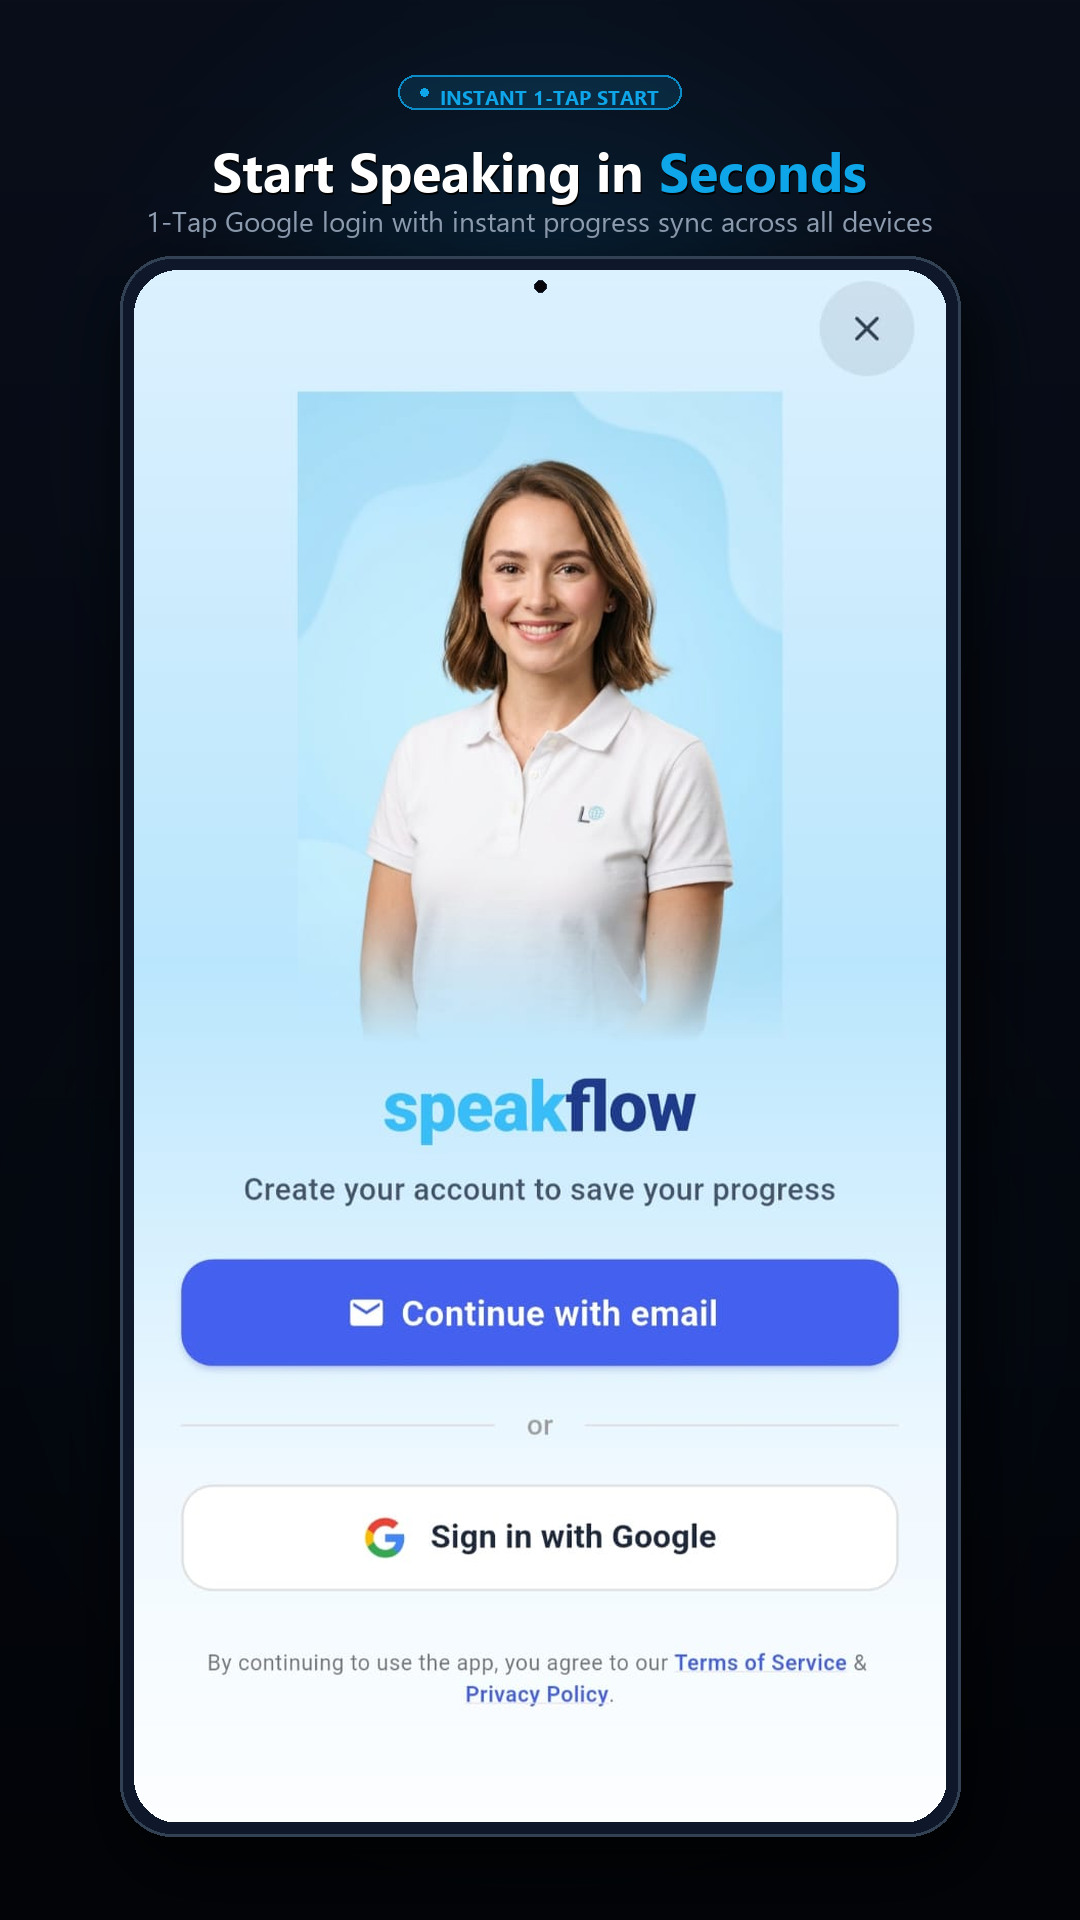 INSTANT 1-TAP START
Start Speaking in Seconds
1-Tap Google login with instant progress sync across all devices
L
speakflow
Create your account to save your progress
Continue with email
or
Sign in with Google
By continuing to use the app, you agree to our Terms of Service &
Privacy Policy.